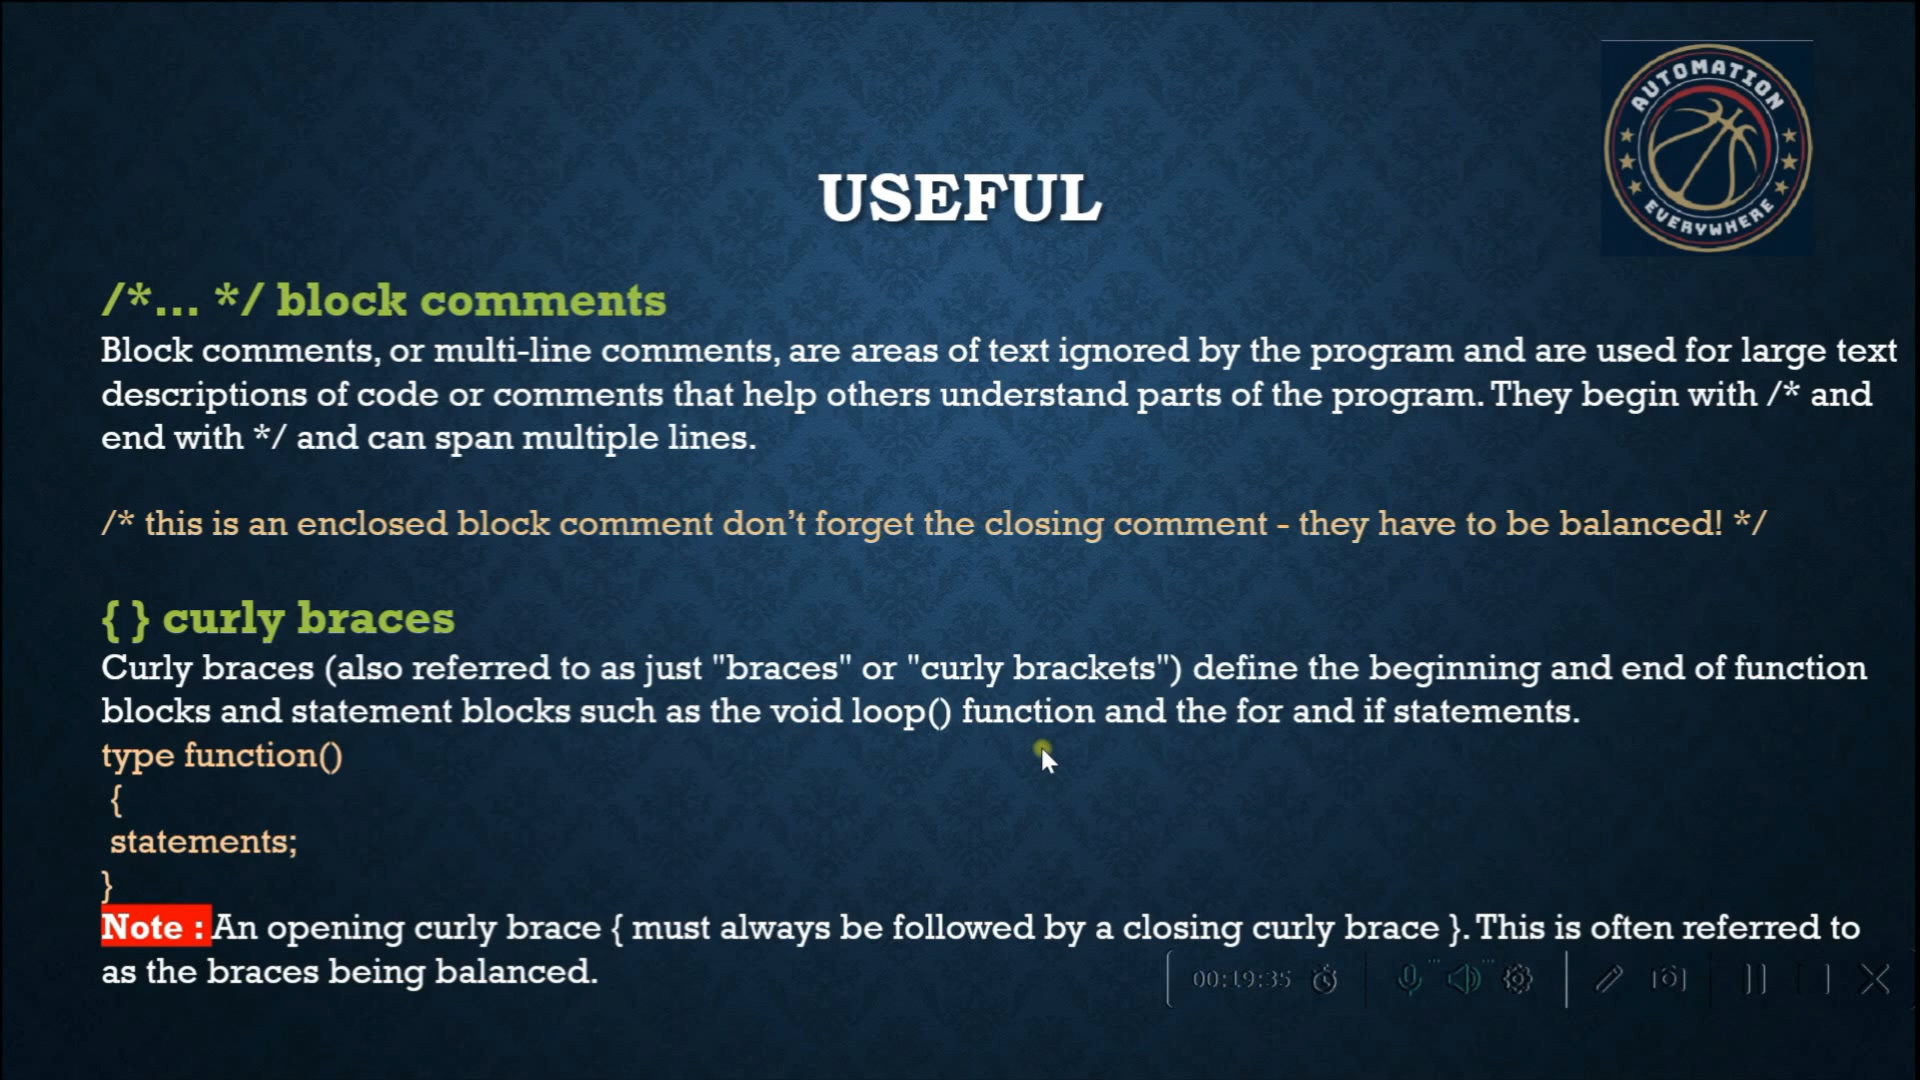 AUTOMATION
EVERYWHERE
USEFUL
/*... */ block comments
Block comments, or multi-line comments, are areas of text ignored by the program and are used for large text
descriptions of code or comments that help others understand parts of the program. They begin with /* and
end with */ and can span multiple lines.
/* this is an enclosed block comment don’t forget the closing comment - they have to be balanced! */
{ } curly braces
Curly braces (also referred to as just "braces" or "curly brackets") define the beginning and end of function
blocks and statement blocks such as the void loop() function and the for and if statements.
type function()
{
statements;
}
Note : An opening curly brace { must always be followed by a closing curly brace }. This is often referred to
as the braces being balanced.
00:19:35